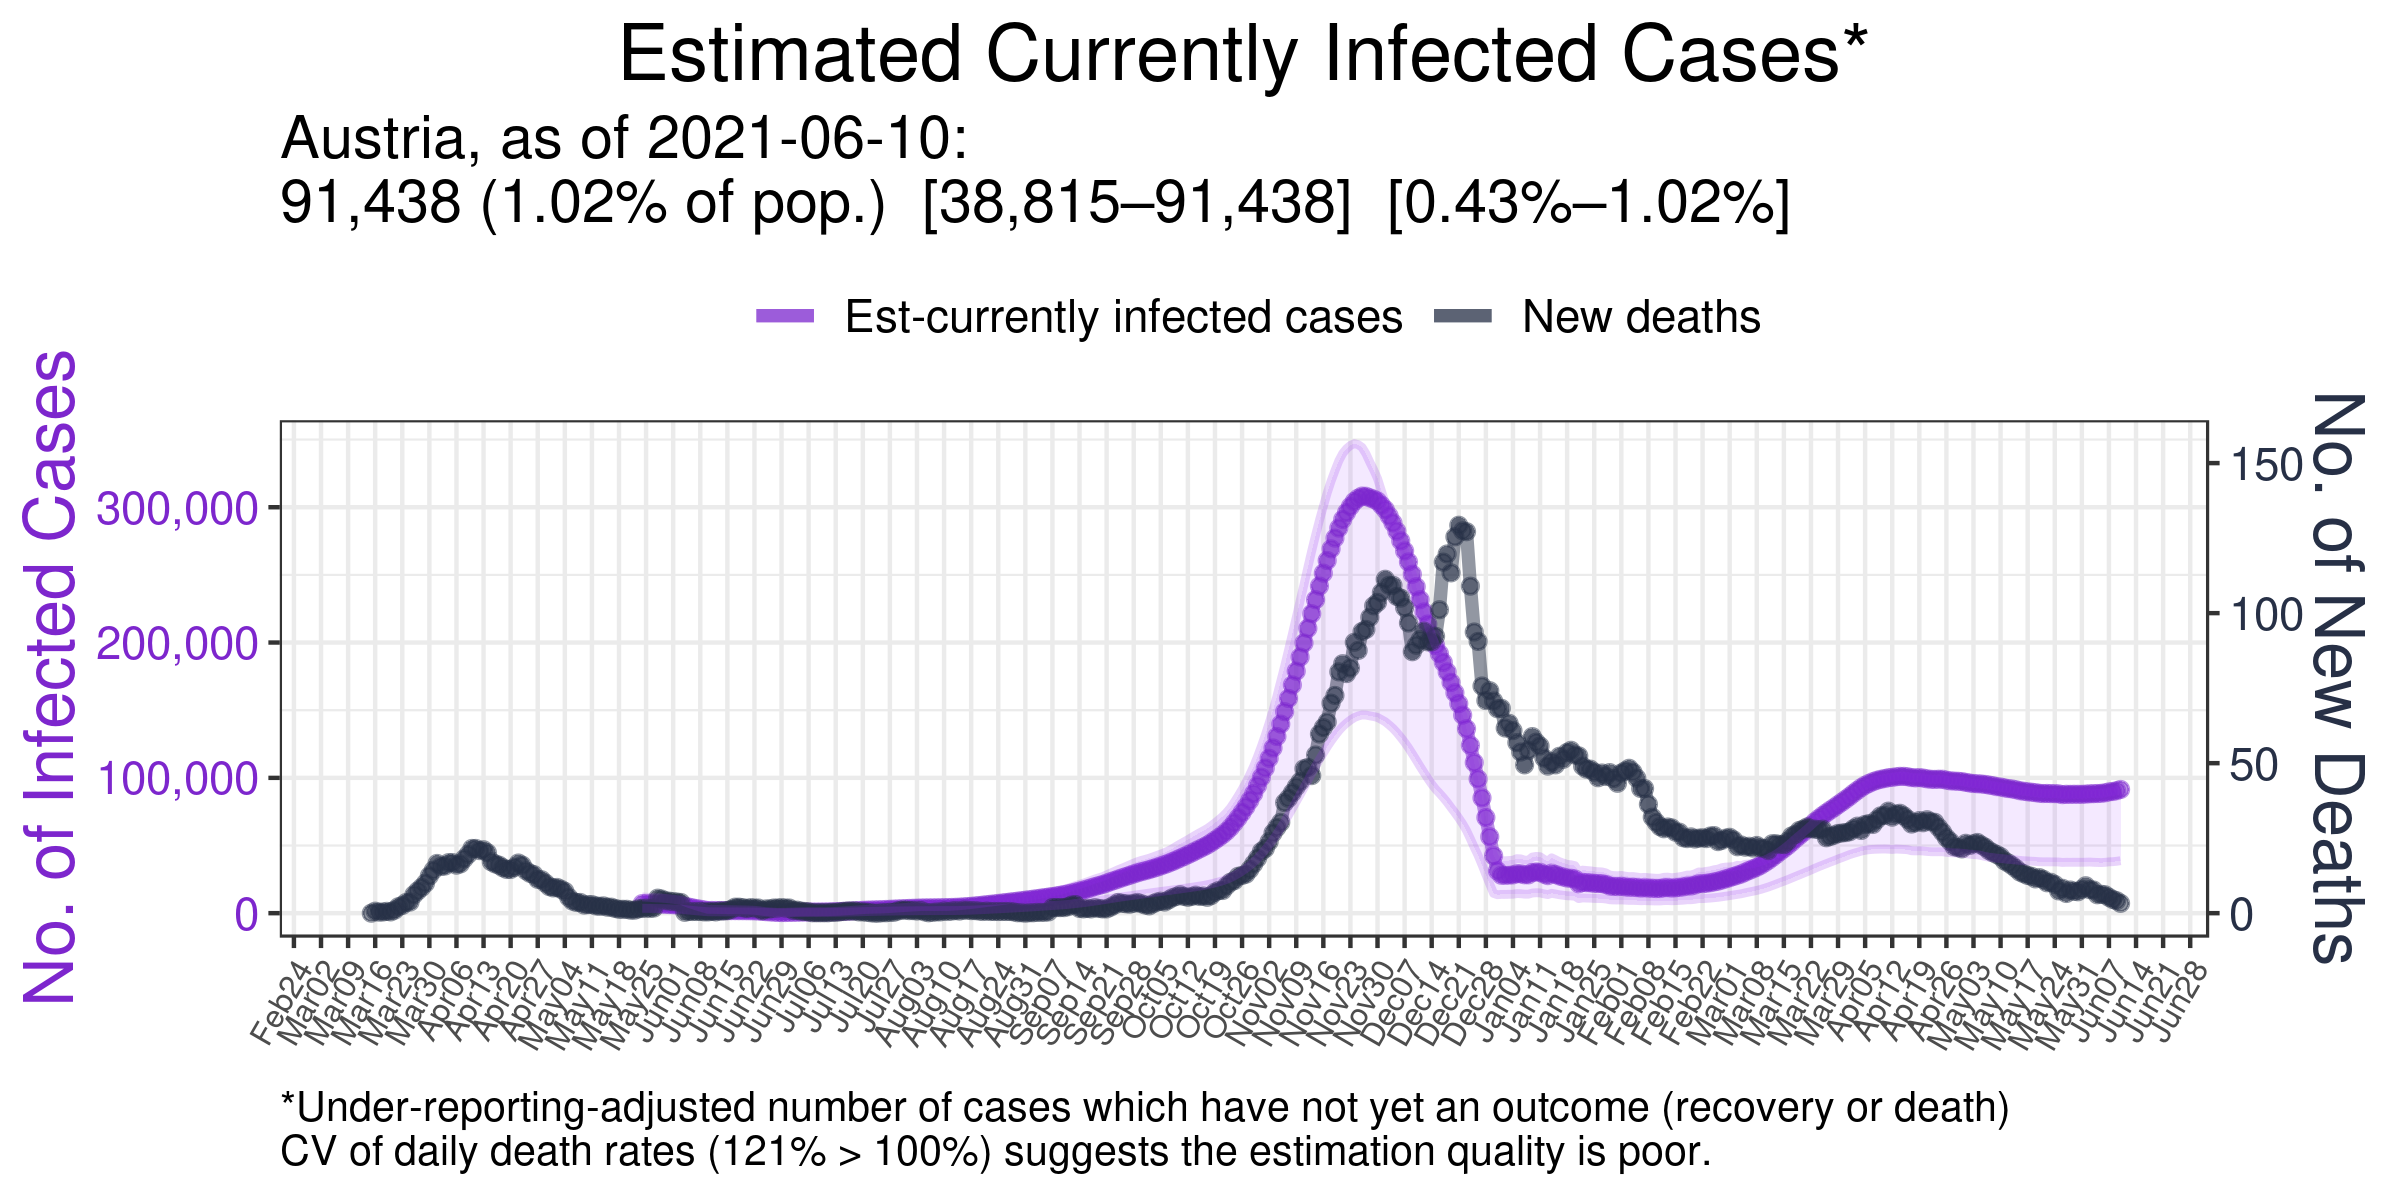 Estimated Currently Infected Cases*
Austria, as of 2021-06-10:
91,438 (1.02% of pop.) [38,815–91,438] [0.43%–1.02%]
Est-currently infected cases
New deaths
No. of Infected Cases
300,000
200,000
100,000
0
150
100
50
0
No. of New Deaths
Feb24
Mar02
Mar09
Mar16
Mar23
Mar30
Apr06
Apr13
Apr20
Apr27
May04
May11
May18
May25
Jun01
Jun08
Jun15
Jun22
Jun29
Jul06
Jul13
Jul20
Jul27
Aug03
Aug10
Aug17
Aug24
Aug31
Sep07
Sep14
Sep21
Sep28
Oct05
Oct12
Oct19
Oct26
Nov02
Nov09
Nov16
Nov23
Nov30
Dec07
Dec14
Dec21
Dec28
Jan04
Jan11
Jan18
Jan25
Feb01
Feb08
Feb15
Feb22
Mar01
Mar08
Mar15
Mar22
Mar29
Apr05
Apr12
Apr19
Apr26
May03
May10
May17
May24
May31
Jun07
Jun14
Jun21
Jun28
*Under-reporting-adjusted number of cases which have not yet an outcome (recovery or death)
CV of daily death rates (121% > 100%) suggests the estimation quality is poor.